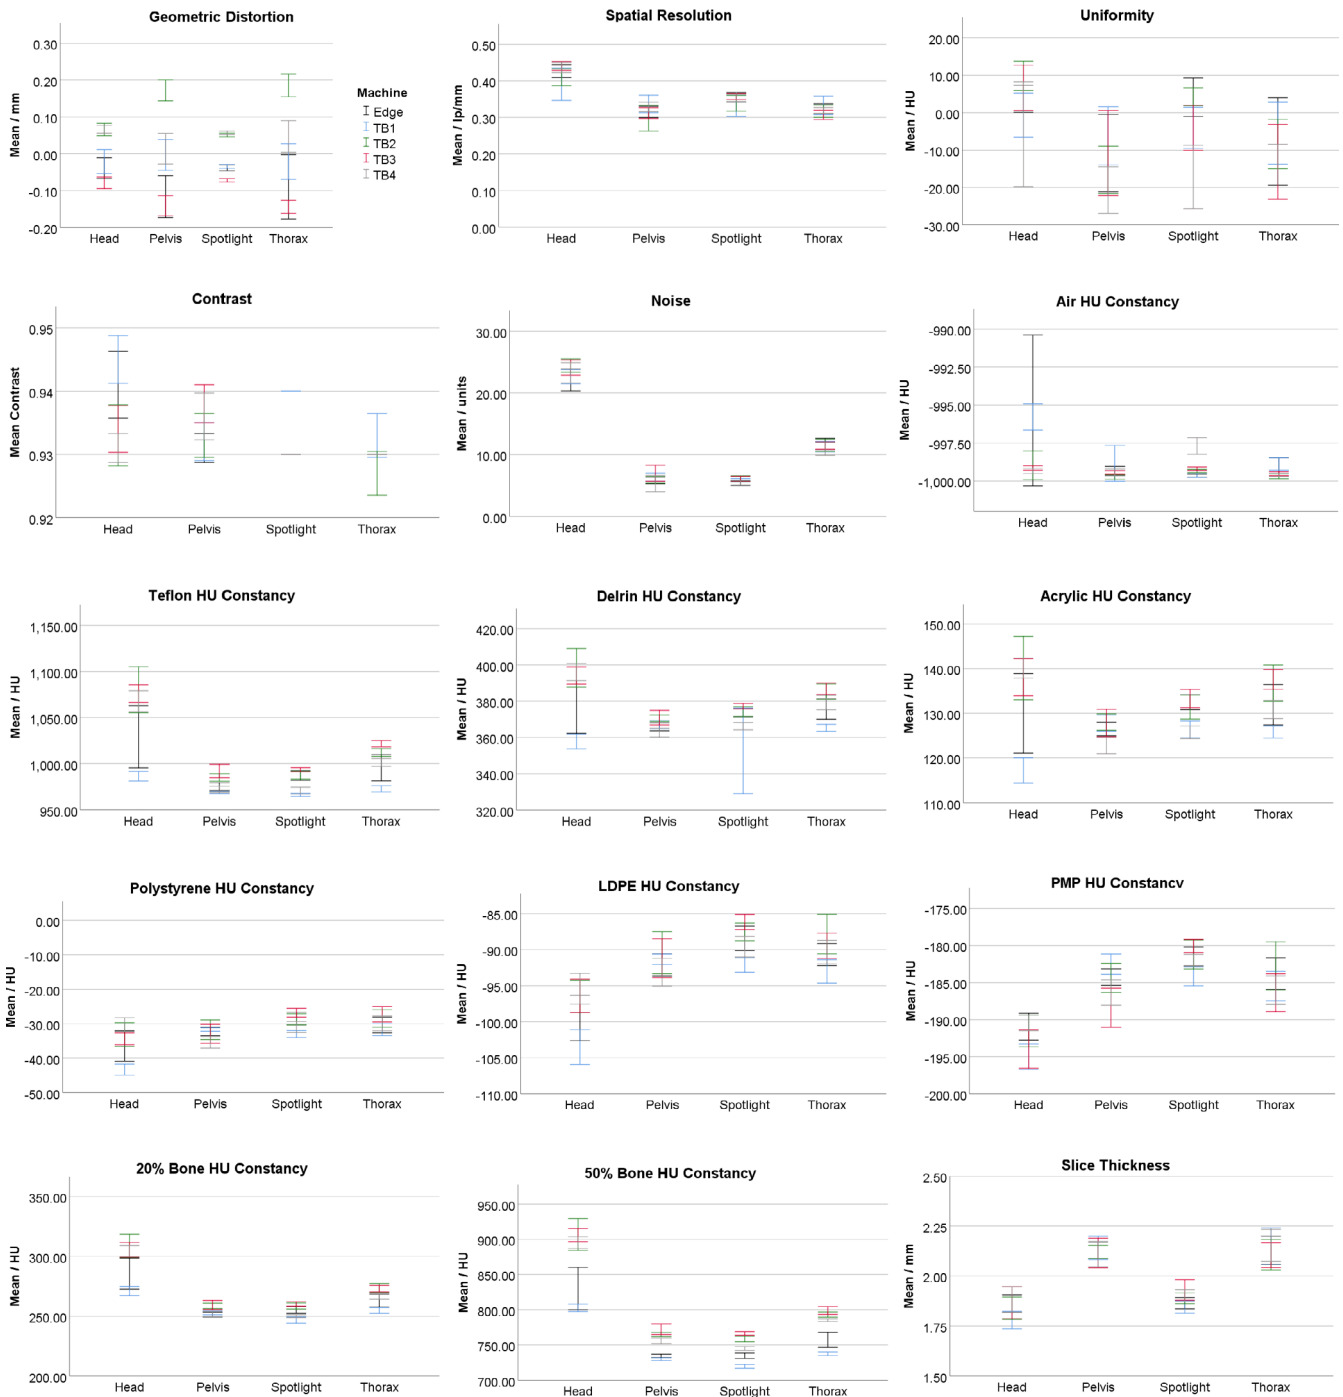 Geometric Distortion
Mean / mm
0.30
0.20
0.10
0.00
-0.10
-0.20
Head Pelvis Spotlight Thorax
Machine
Edge
TB1
TB2
TB3
TB4
Spatial Resolution
Mean / lp/mm
0.50
0.40
0.30
0.20
0.10
0.00
Head Pelvis Spotlight Thorax
Uniformity
Mean / HU
20.00
10.00
0.00
-10.00
-20.00
-30.00
Head Pelvis Spotlight Thorax
Contrast
Mean Contrast
0.95
0.94
0.93
0.92
Head Pelvis Spotlight Thorax
Noise
Mean / units
30.00
20.00
10.00
0.00
Head Pelvis Spotlight Thorax
Air HU Constancy
Mean / HU
-990.00
-992.50
-995.00
-997.50
-1,000.00
Head Pelvis Spotlight Thorax
Teflon HU Constancy
Mean / HU
1,150.00
1,100.00
1,050.00
1,000.00
950.00
Head Pelvis Spotlight Thorax
Delrin HU Constancy
Mean / HU
420.00
400.00
380.00
360.00
340.00
320.00
Head Pelvis Spotlight Thorax
Acrylic HU Constancy
Mean / HU
150.00
140.00
130.00
120.00
110.00
Head Pelvis Spotlight Thorax
Polystyrene HU Constancy
Mean / HU
0.00
-10.00
-20.00
-30.00
-40.00
-50.00
Head Pelvis Spotlight Thorax
LDPE HU Constancy
Mean / HU
-85.00
-90.00
-95.00
-100.00
-105.00
-110.00
Head Pelvis Spotlight Thorax
PMP HU Constancy
Mean / HU
-175.00
-180.00
-185.00
-190.00
-195.00
-200.00
Head Pelvis Spotlight Thorax
20% Bone HU Constancy
Mean / HU
350.00
300.00
250.00
200.00
Head Pelvis Spotlight Thorax
50% Bone HU Constancy
Mean / HU
950.00
900.00
850.00
800.00
750.00
700.00
Head Pelvis Spotlight Thorax
Slice Thickness
Mean / mm
2.50
2.25
2.00
1.75
1.50
Head Pelvis Spotlight Thorax